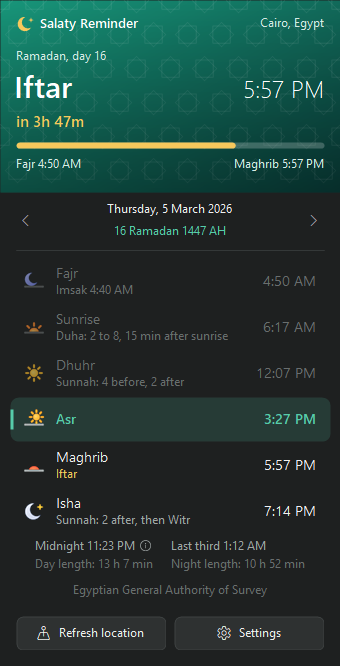 Salaty Reminder
Cairo, Egypt
Ramadan, day 16
Iftar
5:57 PM
in 3h 47m
Fajr 4:50 AM
Maghrib 5:57 PM
Thursday, 5 March 2026
16 Ramadan 1447 AH
Fajr
Imsak 4:40 AM
4:50 AM
Sunrise
Duha: 2 to 8, 15 min after sunrise
6:17 AM
Dhuhr
Sunnah: 4 before, 2 after
12:07 PM
Asr
3:27 PM
Maghrib
Iftar
5:57 PM
Isha
Sunnah: 2 after, then Witr
7:14 PM
Midnight 11:23 PM
Last third 1:12 AM
Day length: 13 h 7 min
Night length: 10 h 52 min
Egyptian General Authority of Survey
Refresh location
Settings